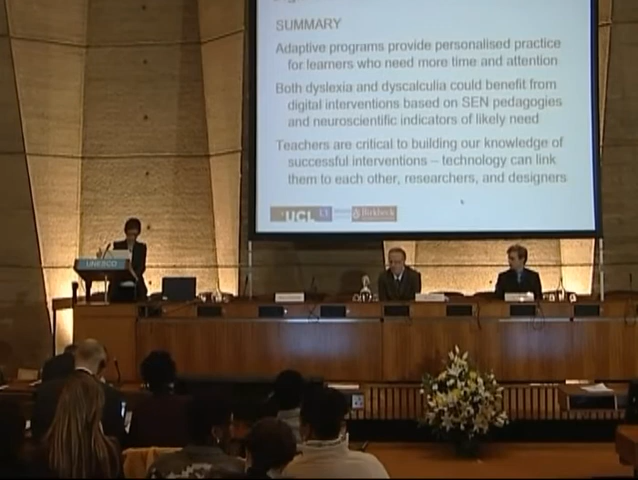 SUMMARY
Adaptive programs provide personalised practice
for learners who need more time and attention
Both dyslexia and dyscalculia could benefit from
digital interventions based on SEN pedagogies
and neuroscientific indicators of likely need
Teachers are critical to building our knowledge of
successful interventions – technology can link
them to each other, researchers, and designers
UCL
Birkbeck
UNESCO